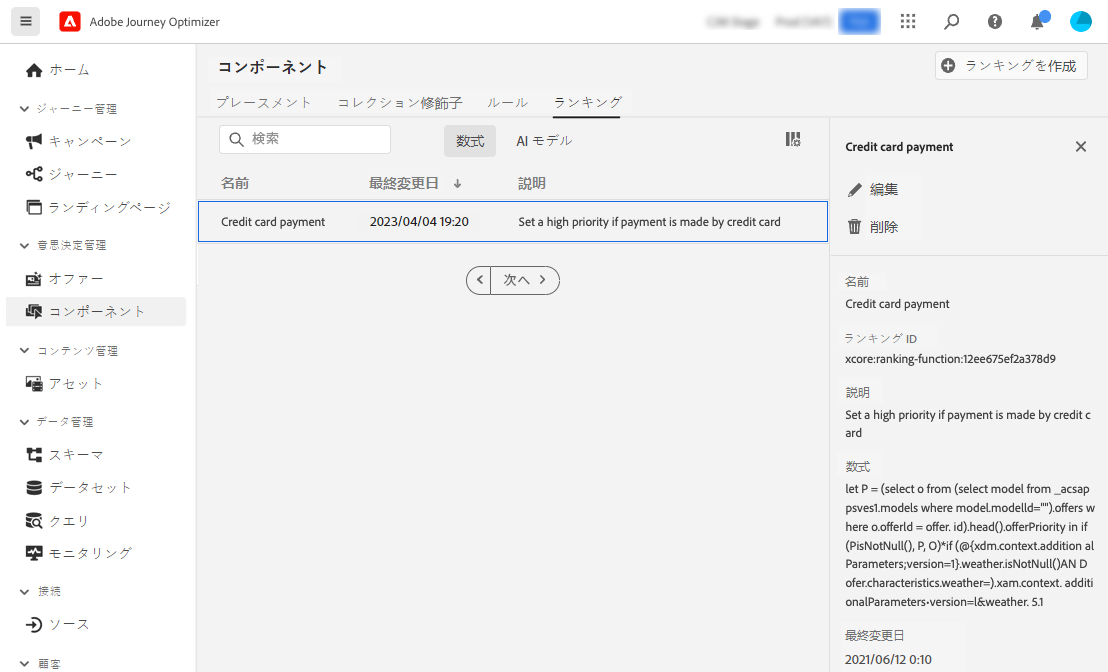 Adobe Journey Optimizer
ホーム
ジャーニー管理
キャンペーン
ジャーニー
ランディングページ
意思決定管理
オファー
コンポーネント
コンテンツ管理
アセット
データ管理
スキーマ
データセット
クエリ
モニタリング
接続
ソース
顧客
コンポーネント
ランキングを作成
プレースメント コレクション修飾子 ルール ランキング
検索 数式 AI モデル
名前 最終変更日 説明
Credit card payment 2023/04/04 19:20 Set a high priority if payment is made by credit card
次へ
Credit card payment
編集
削除
名前
Credit card payment
ランキング ID
xcore:ranking-function:12ee675ef2a378d9
説明
Set a high priority if payment is made by credit c
ard
数式
let P = (select o from (select model from _acsap
psves1.models where model.modelld="").offers w
here o.offerId = offer. id).head().offerPriority in if
(PisNotNull(), P, O)*if (@{xdm.context.addition al
Parameters;version=1}.weather.isNotNull()AN D
ofer.characteristics.weather=).xam.context. additi
onalParameters•version=l&weather. 5.1
最終変更日
2021/06/12 0:10